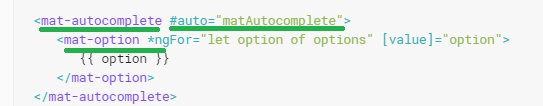 <mat-autocomplete #auto="matAutocomplete">
<mat-option *ngFor="let option of options" [value]="option">
{{ option }}
</mat-option>
</mat-autocomplete>